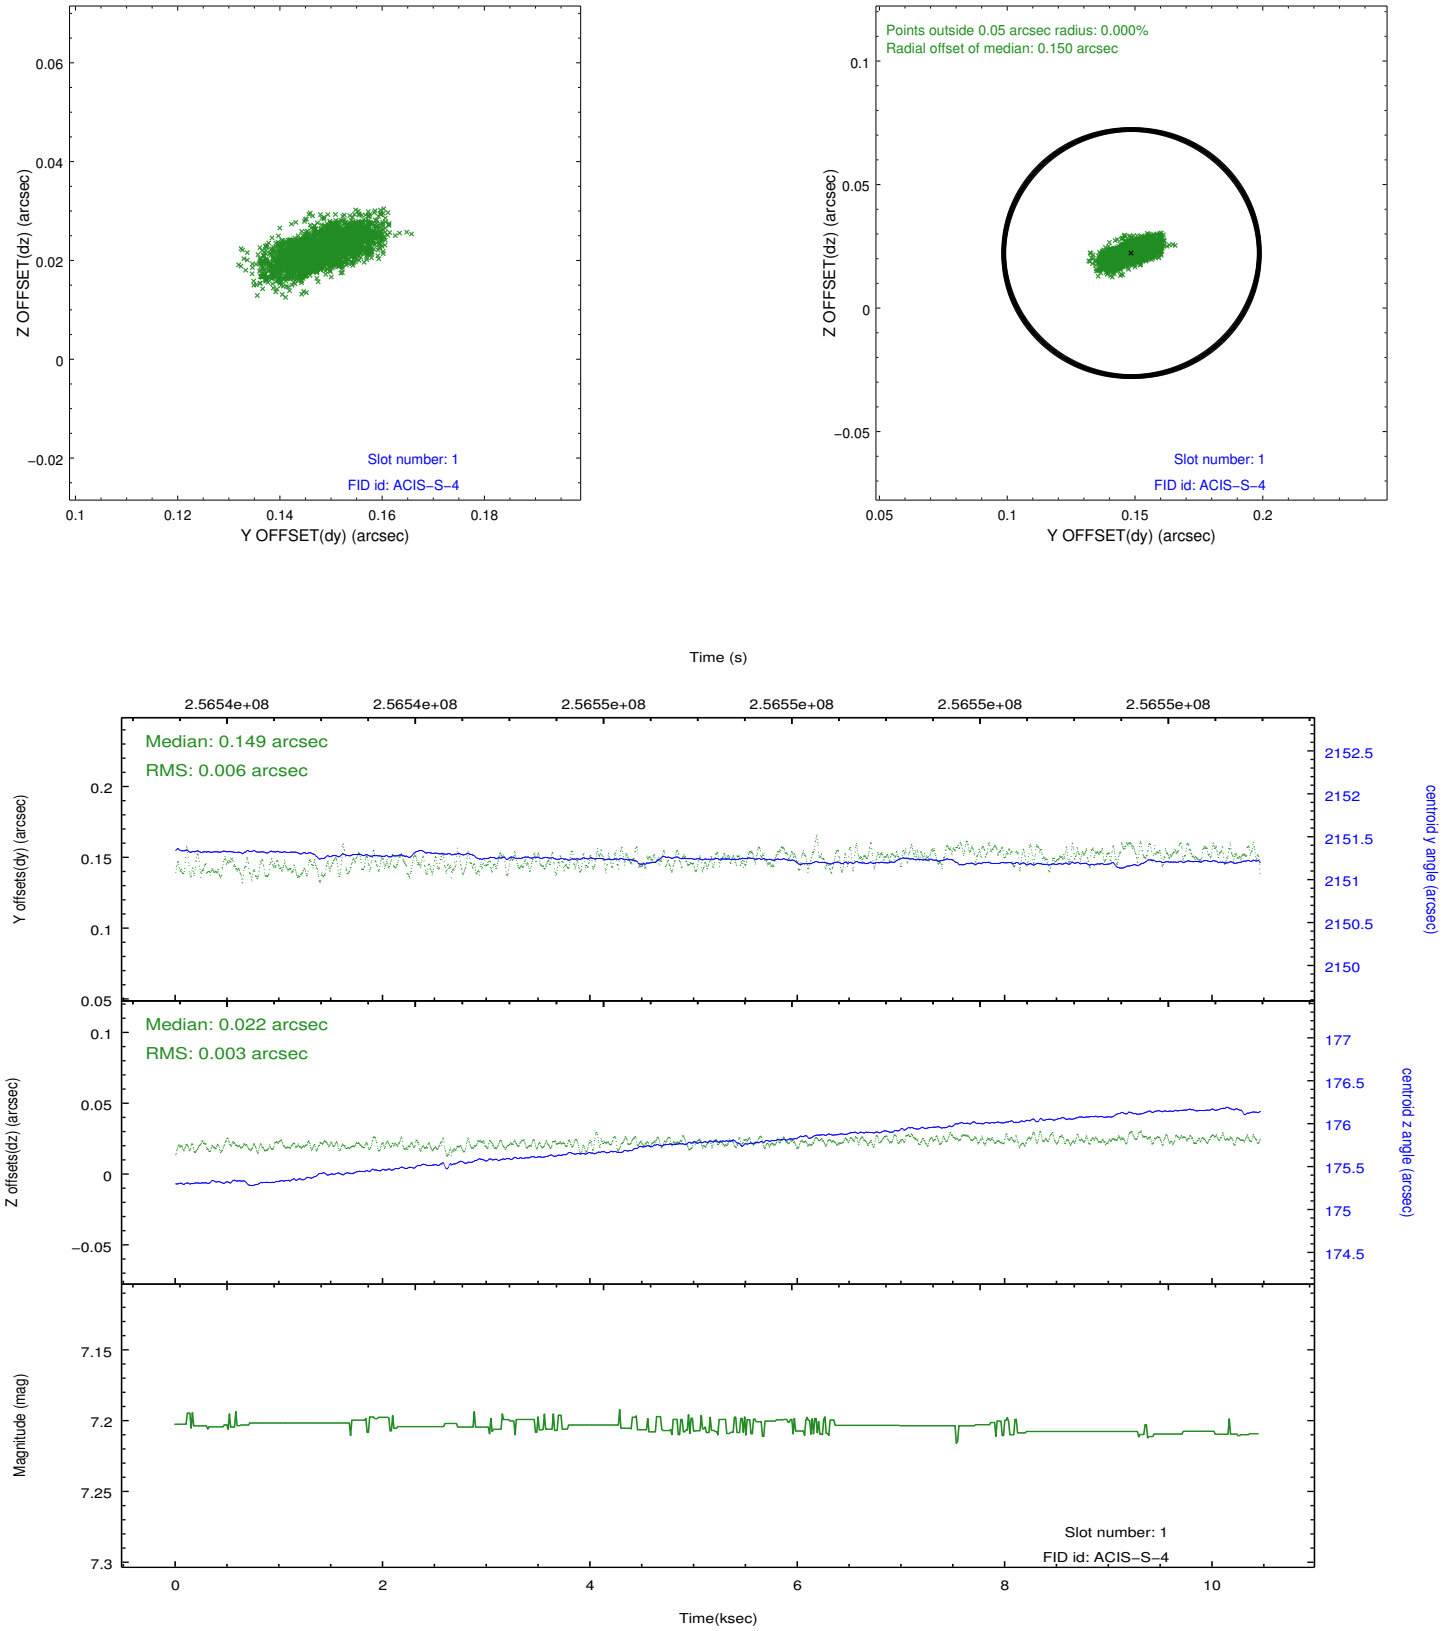 0.06
0.04
0.02
0
−0.02
Z OFFSET(dz) (arcsec)
Slot number: 1
FID id: ACIS−S−4
0.1 0.12 0.14 0.16 0.18
Y OFFSET(dy) (arcsec)
Points outside 0.05 arcsec radius: 0.000%
Radial offset of median: 0.150 arcsec
0.1
0.05
0
−0.05
Z OFFSET(dz) (arcsec)
Slot number: 1
FID id: ACIS−S−4
0.05 0.1 0.15 0.2
Y OFFSET(dy) (arcsec)
Time (s)
2.5654e+08 2.5654e+08 2.5655e+08 2.5655e+08 2.5655e+08 2.5655e+08
Median: 0.149 arcsec
RMS: 0.006 arcsec
0.2
0.15
0.1
0.05
Y offsets(dy) (arcsec)
2152.5
2152
2151.5
2151
2150.5
2150
centroid y angle (arcsec)
Median: 0.022 arcsec
RMS: 0.003 arcsec
0.1
0.05
0
−0.05
Z offsets(dz) (arcsec)
177
176.5
176
175.5
175
174.5
centroid z angle (arcsec)
7.15
7.2
7.25
7.3
Magnitude (mag)
Slot number: 1
FID id: ACIS−S−4
0 2 4 6 8 10
Time(ksec)